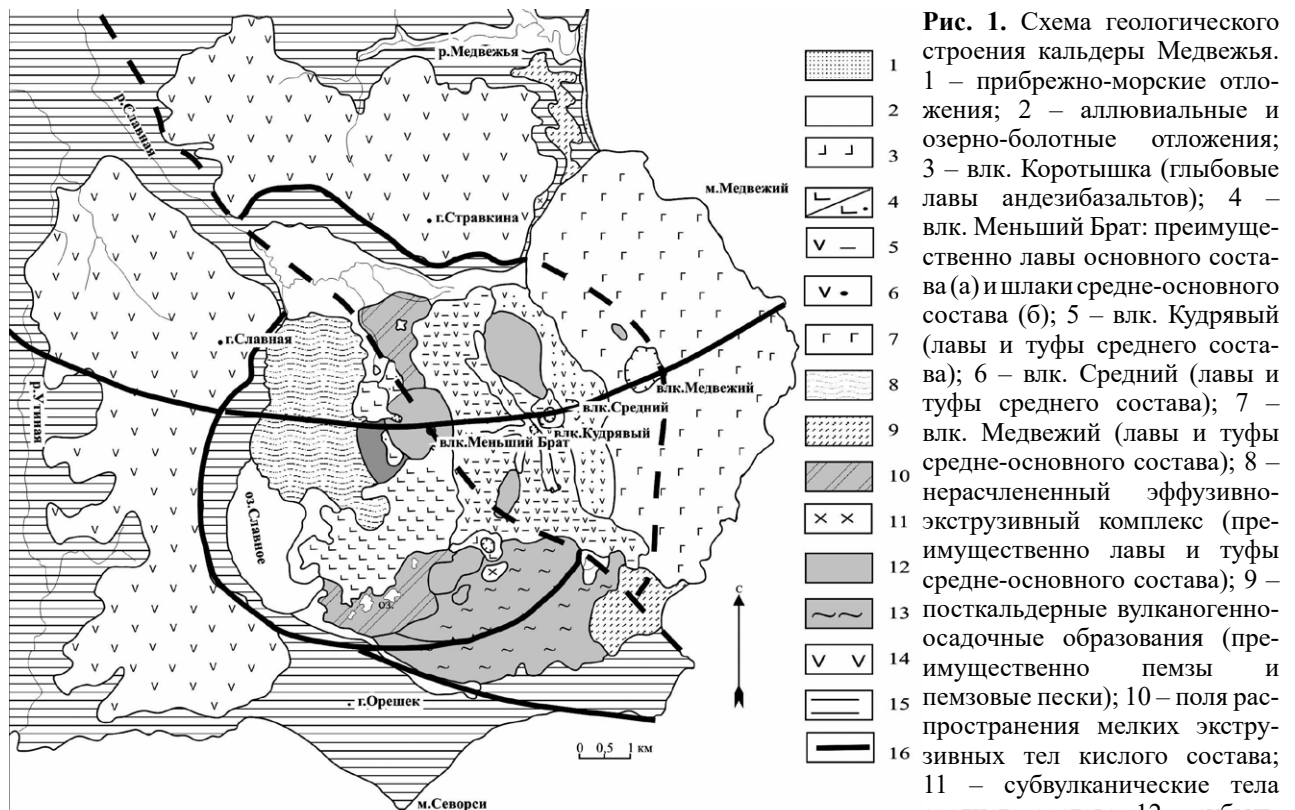 р.Медвежья
р.Славная
м.Медвежий
г.Стравкина
г.Славная
р.Утиная
влк.Медвежий
влк.Средний
влк.Кудрявый
влк.Меньший Брат
оз.Славное
оз.
г.Орешек
м.Севорси
с
0 0,5 1 км
1
2
3
4
5
6
7
8
9
10
11
12
13
14
15
16
Рис. 1. Схема геологического
строения кальдеры Медвежья.
1 – прибрежно-морские отло-
жения; 2 – аллювиальные и
озерно-болотные отложения;
3 – влк. Коротышка (глыбовые
лавы андезибазальтов); 4 –
влк. Меньший Брат: преимуще-
ственно лавы основного соста-
ва (а) и шлаки средне-основного
состава (б); 5 – влк. Кудрявый
(лавы и туфы среднего соста-
ва); 6 – влк. Средний (лавы и
туфы среднего состава); 7 –
влк. Медвежий (лавы и туфы
средне-основного состава); 8 –
нерасчлененный эффузивно-
экструзивный комплекс (пре-
имущественно лавы и туфы
средне-основного состава); 9 –
посткальдерные вулканогенно-
осадочные образования (пре-
имущественно пемзы и
пемзовые пески); 10 – поля рас-
пространения мелких экстру-
зивных тел кислого состава;
11 – субвулканические тела